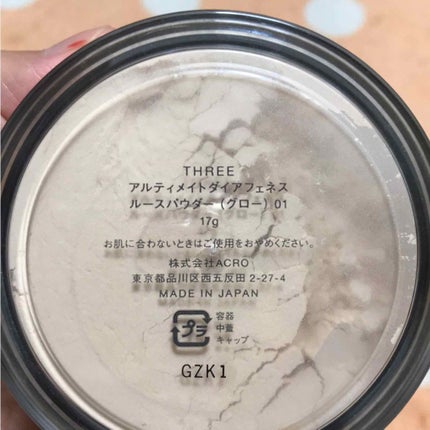 THREE
アルティメイトダイアフェネス
ルースパウダー（グロー）01
17g
お肌に合わないときはご使用をおやめください。
株式会社ACRO
東京都品川区西五反田 2-27-4
MADE IN JAPAN
プラ
容器
中蓋
キャップ
GZK1